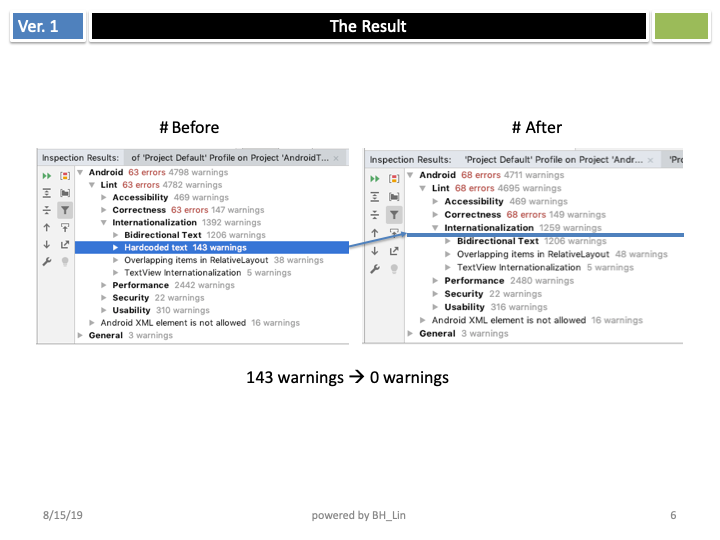 Ver. 1
The Result
# Before
# After
Inspection Results: of 'Project Default' Profile on Project 'AndroidT... ×
Android 63 errors 4798 warnings
Lint 63 errors 4782 warnings
Accessibility 469 warnings
Correctness 63 errors 147 warnings
Internationalization 1392 warnings
Bidirectional Text 1206 warnings
Hardcoded text 143 warnings
Overlapping items in RelativeLayout 38 warnings
TextView Internationalization 5 warnings
Performance 2442 warnings
Security 22 warnings
Usability 310 warnings
Android XML element is not allowed 16 warnings
General 3 warnings
Inspection Results: 'Project Default' Profile on Project 'Andr... × 'Pro
Android 68 errors 4711 warnings
Lint 68 errors 4695 warnings
Accessibility 469 warnings
Correctness 68 errors 149 warnings
Internationalization 1259 warnings
Bidirectional Text 1206 warnings
Overlapping items in RelativeLayout 48 warnings
TextView Internationalization 5 warnings
Performance 2480 warnings
Security 22 warnings
Usability 316 warnings
Android XML element is not allowed 16 warnings
General 3 warnings
143 warnings → 0 warnings
8/15/19
powered by BH_Lin
6